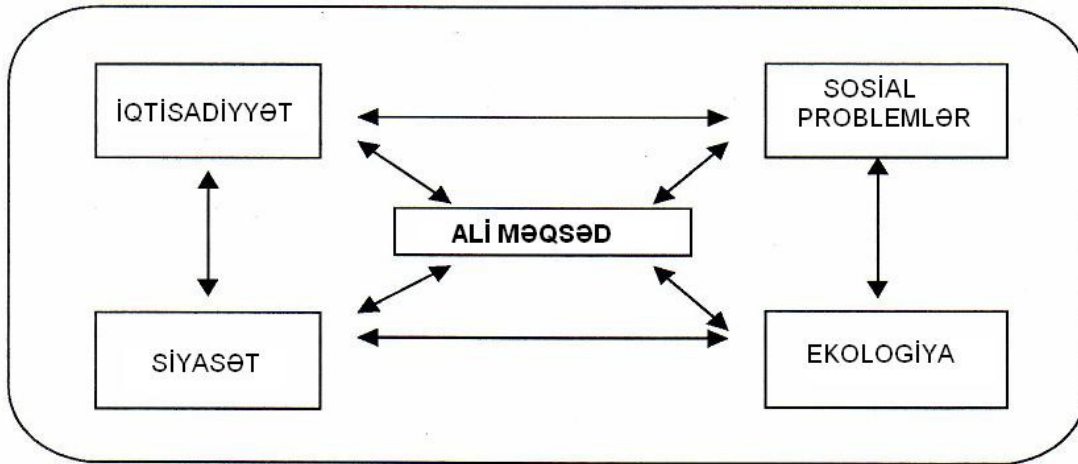 İQTİSADİYYƏT
SOSİAL
PROBLEMLƏR
ALİ MƏQSƏD
SİYASƏT
EKOLOGİYA